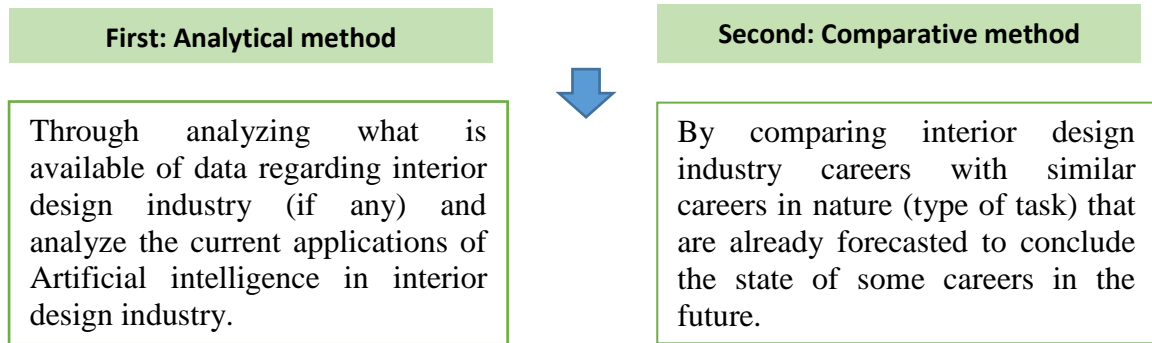 First: Analytical method
Through analyzing what is
available of data regarding interior
design industry (if any) and
analyze the current applications of
Artificial intelligence in interior
design industry.
Second: Comparative method
By comparing interior design
industry careers with similar
careers in nature (type of task) that
are already forecasted to conclude
the state of some careers in the
future.